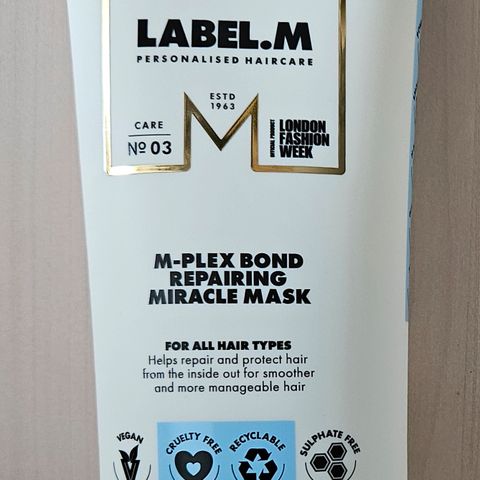 LABEL.M
PERSONALISED HAIRCARE
ESTD
1963
CARE
Nº 03
OFFICIAL PRODUCT
LONDON
FASHION
WEEK
M-PLEX BOND
REPAIRING
MIRACLE MASK
FOR ALL HAIR TYPES
Helps repair and protect hair
from the inside out for smoother
and more manageable hair
VEGAN
CRUELTY FREE
RECYCLABLE
SULPHATE FREE